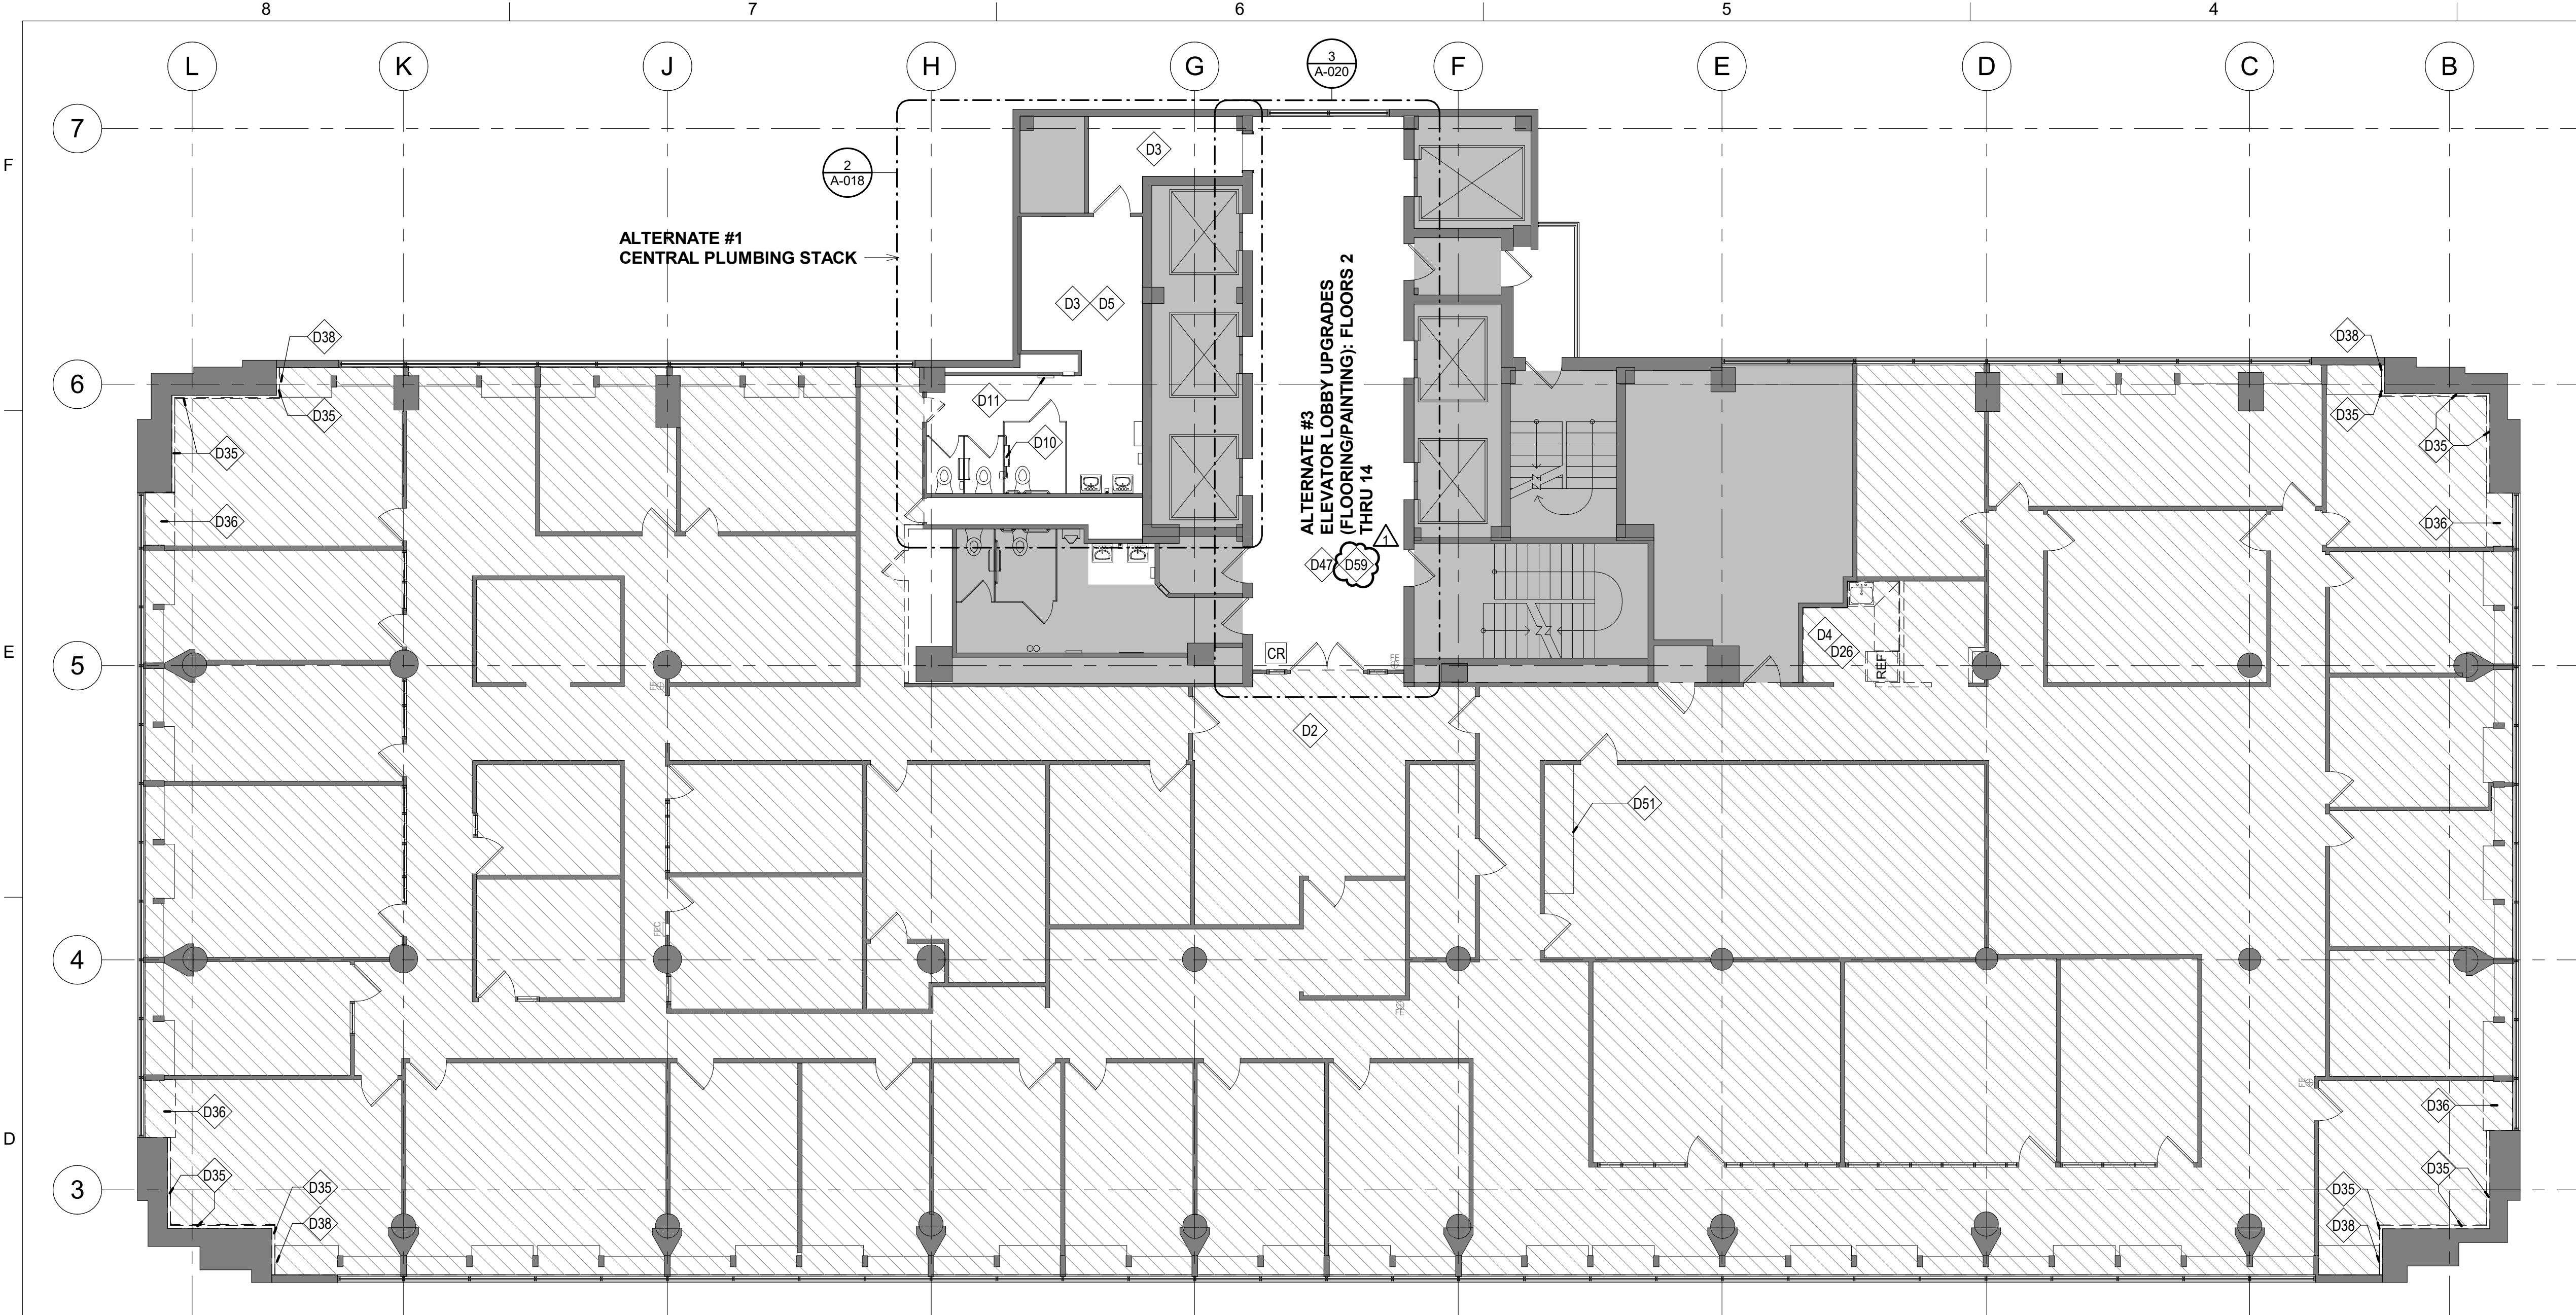 8 7 6 5 4
L K J H G F E D C B
3
A-020
7
F
D3
2
A-018
ALTERNATE #1
CENTRAL PLUMBING STACK
D3 D5
ALTERNATE #3
ELEVATOR LOBBY UPGRADES
(FLOORING/PAINTING): FLOORS 2
THRU 14
D38
D38
6
D11
D35
D35
D10
D35
D35
D36
D36
1
D47 D59
D4
D26
REF
E
5
CR
D2
D51
FEC
4
D36
D36
D
D35
D35
D35
D35
3
D38
D38